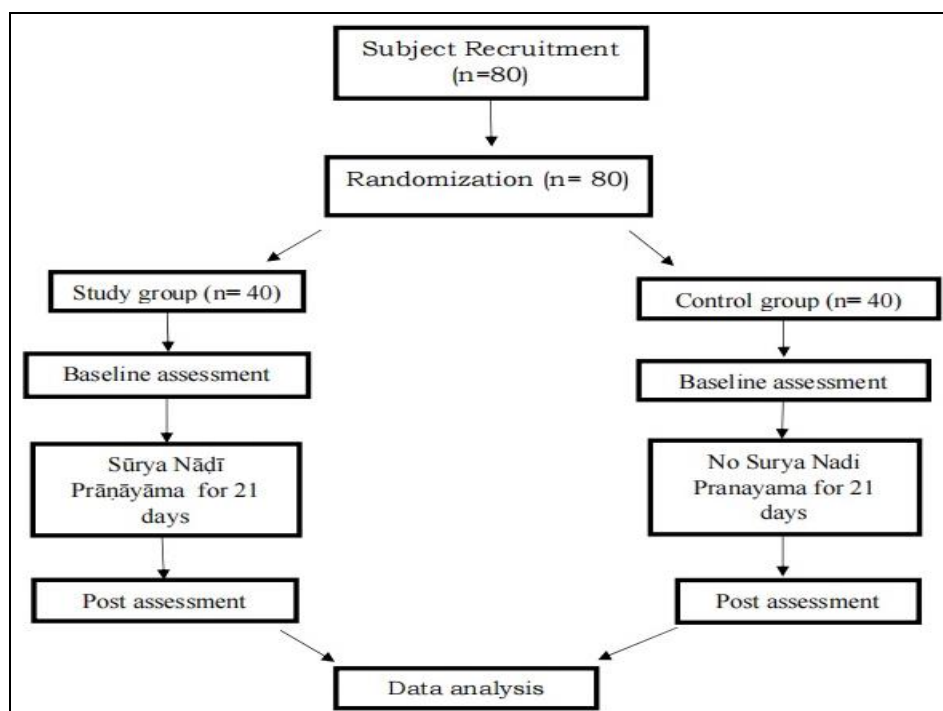 Subject Recruitment
(n=80)
Randomization (n= 80)
Study group (n= 40)
Control group (n= 40)
Baseline assessment
Baseline assessment
Sūrya Nāḍī
Prāṇāyāma for 21
days
No Surya Nadi
Pranayama for 21
days
Post assessment
Post assessment
Data analysis